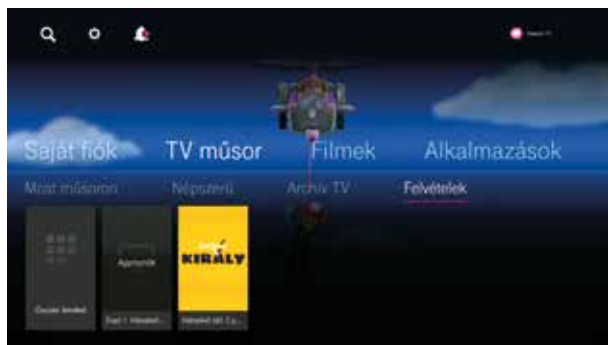 Saját fiók TV műsor Filmek Alkalmazások
Most műsoron Népszerű Archív TV Felvételek
KIRÁLY